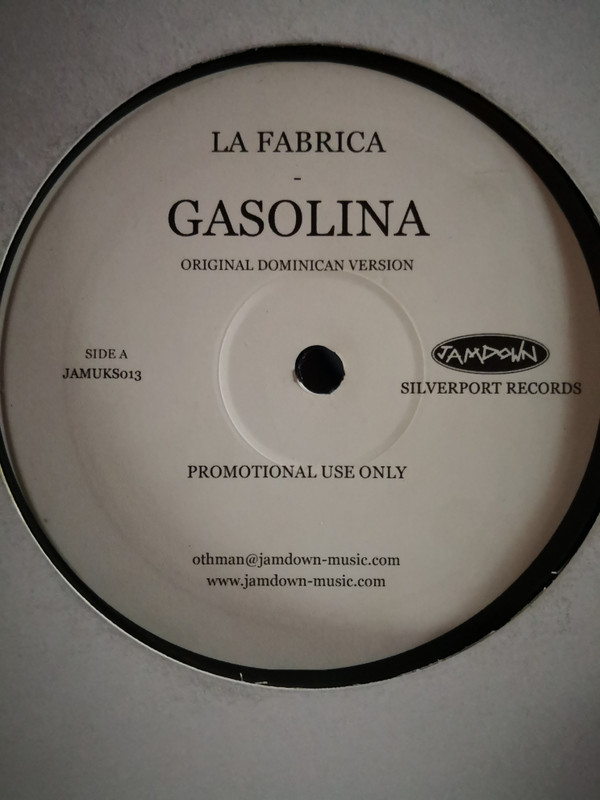 LA FABRICA
-
GASOLINA
ORIGINAL DOMINICAN VERSION
SIDE A
JAMUKS013
JAMDOWN
SILVERPORT RECORDS
PROMOTIONAL USE ONLY
othman@jamdown-music.com
www.jamdown-music.com